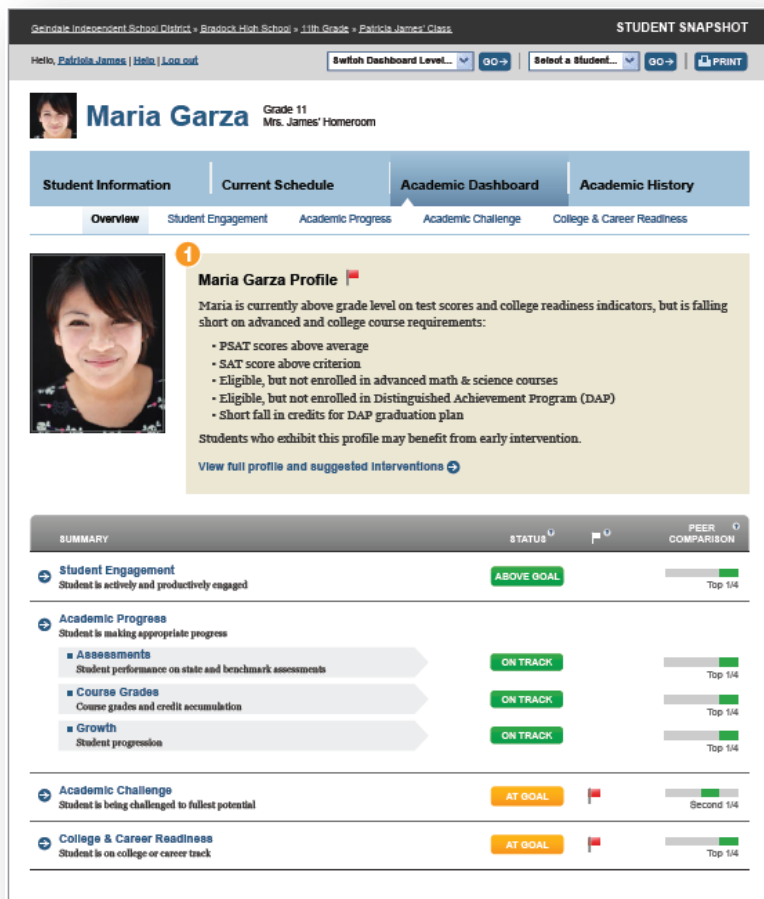 Geindale Independent School District » Bradock High School » 11th Grade » Patricia James' Class
STUDENT SNAPSHOT
Hello, Patricia James | Help | Log out
Switch Dashboard Level... GO→ | Select a Student... GO→ | PRINT
Maria Garza
Grade 11
Mrs. James' Homeroom
Student Information Current Schedule Academic Dashboard Academic History
Overview Student Engagement Academic Progress Academic Challenge College & Career Readiness
1
Maria Garza Profile
Maria is currently above grade level on test scores and college readiness indicators, but is falling
short on advanced and college course requirements:
• PSAT scores above average
• SAT score above criterion
• Eligible, but not enrolled in advanced math & science courses
• Eligible, but not enrolled in Distinguished Achievement Program (DAP)
• Short fall in credits for DAP graduation plan
Students who exhibit this profile may benefit from early intervention.
View full profile and suggested interventions
SUMMARY STATUS ? ? PEER COMPARISON ?
Student Engagement
Student is actively and productively engaged
ABOVE GOAL
Top 1/4
Academic Progress
Student is making appropriate progress
Assessments
Student performance on state and benchmark assessments
ON TRACK
Top 1/4
Course Grades
Course grades and credit accumulation
ON TRACK
Top 1/4
Growth
Student progression
ON TRACK
Top 1/4
Academic Challenge
Student is being challenged to fullest potential
AT GOAL
Second 1/4
College & Career Readiness
Student is on college or career track
AT GOAL
Top 1/4